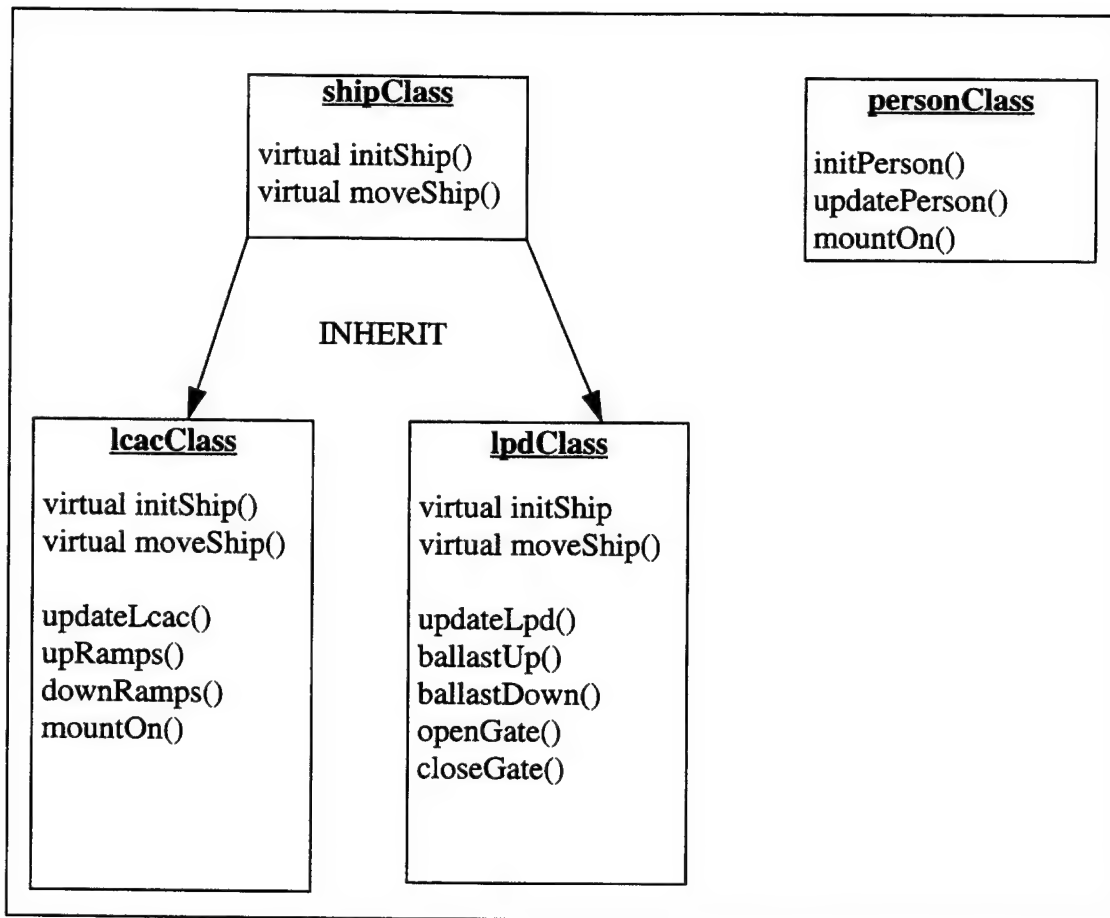 shipClass
virtual initShip()
virtual moveShip()
personClass
initPerson()
updatePerson()
mountOn()
INHERIT
lcacClass
virtual initShip()
virtual moveShip()
updateLcac()
upRamps()
downRamps()
mountOn()
lpdClass
virtual initShip
virtual moveShip()
updateLpd()
ballastUp()
ballastDown()
openGate()
closeGate()